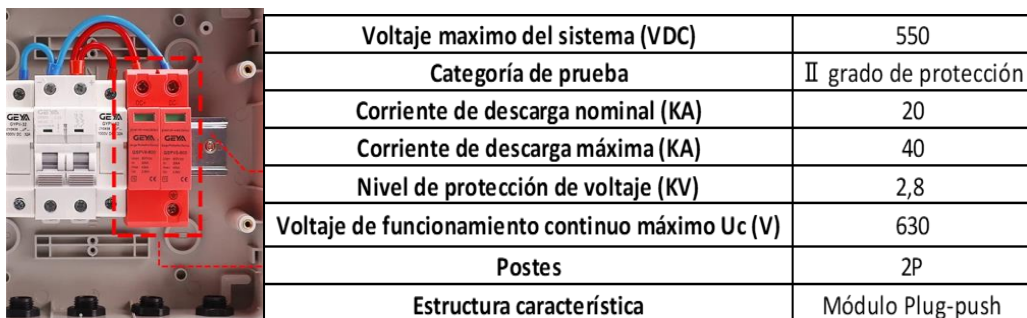 GEYA
GEYA
GEYA
GEYA
Voltaje maximo del sistema (VDC) 550
Categoría de prueba Ⅱ grado de protección
Corriente de descarga nominal (KA) 20
Corriente de descarga máxima (KA) 40
Nivel de protección de voltaje (KV) 2,8
Voltaje de funcionamiento continuo máximo Uc (V) 630
Postes 2P
Estructura característica Módulo Plug-push